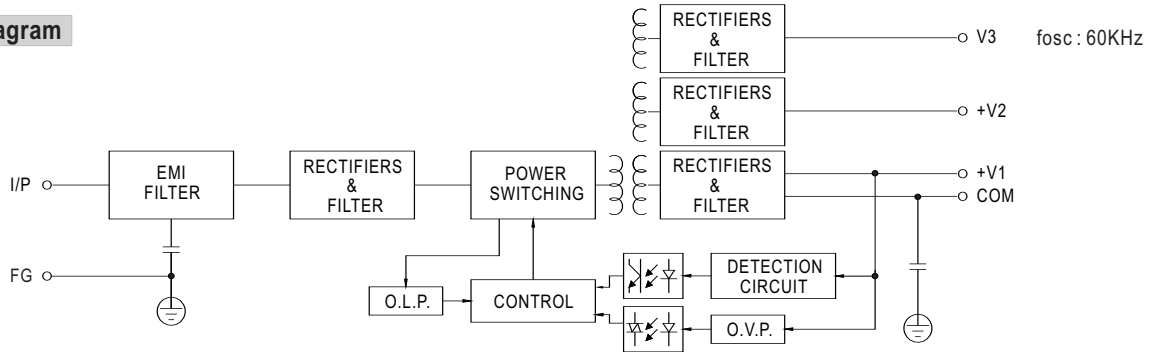 agram
RECTIFIERS
&
FILTER
V3
fosc : 60KHz
RECTIFIERS
&
FILTER
+V2
I/P
EMI
FILTER
RECTIFIERS
&
FILTER
POWER
SWITCHING
RECTIFIERS
&
FILTER
+V1
COM
FG
O.L.P.
CONTROL
DETECTION
CIRCUIT
O.V.P.